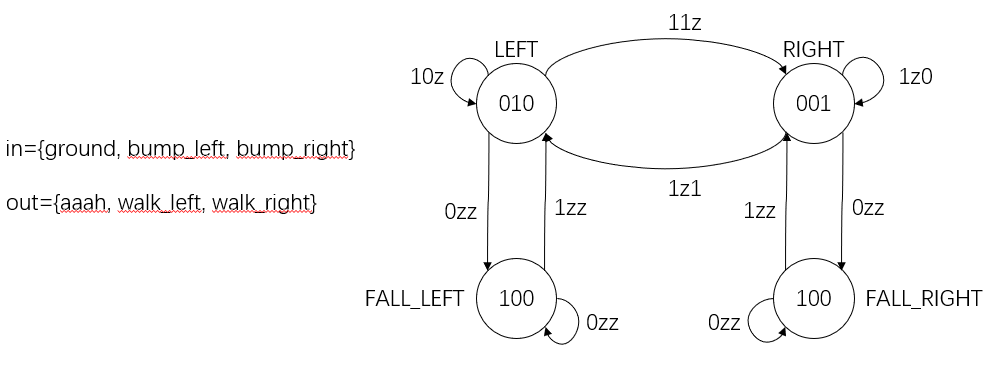 11z
LEFT
RIGHT
10z
1z0
010
001
in={ground, bump_left, bump_right}
1z1
out={aaah, walk_left, walk_right}
0zz
1zz
1zz
0zz
FALL_LEFT
100
100
FALL_RIGHT
0zz
0zz